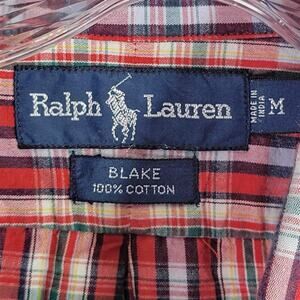 Ralph Lauren
MADE IN
INDIA
M
BLAKE
100% COTTON